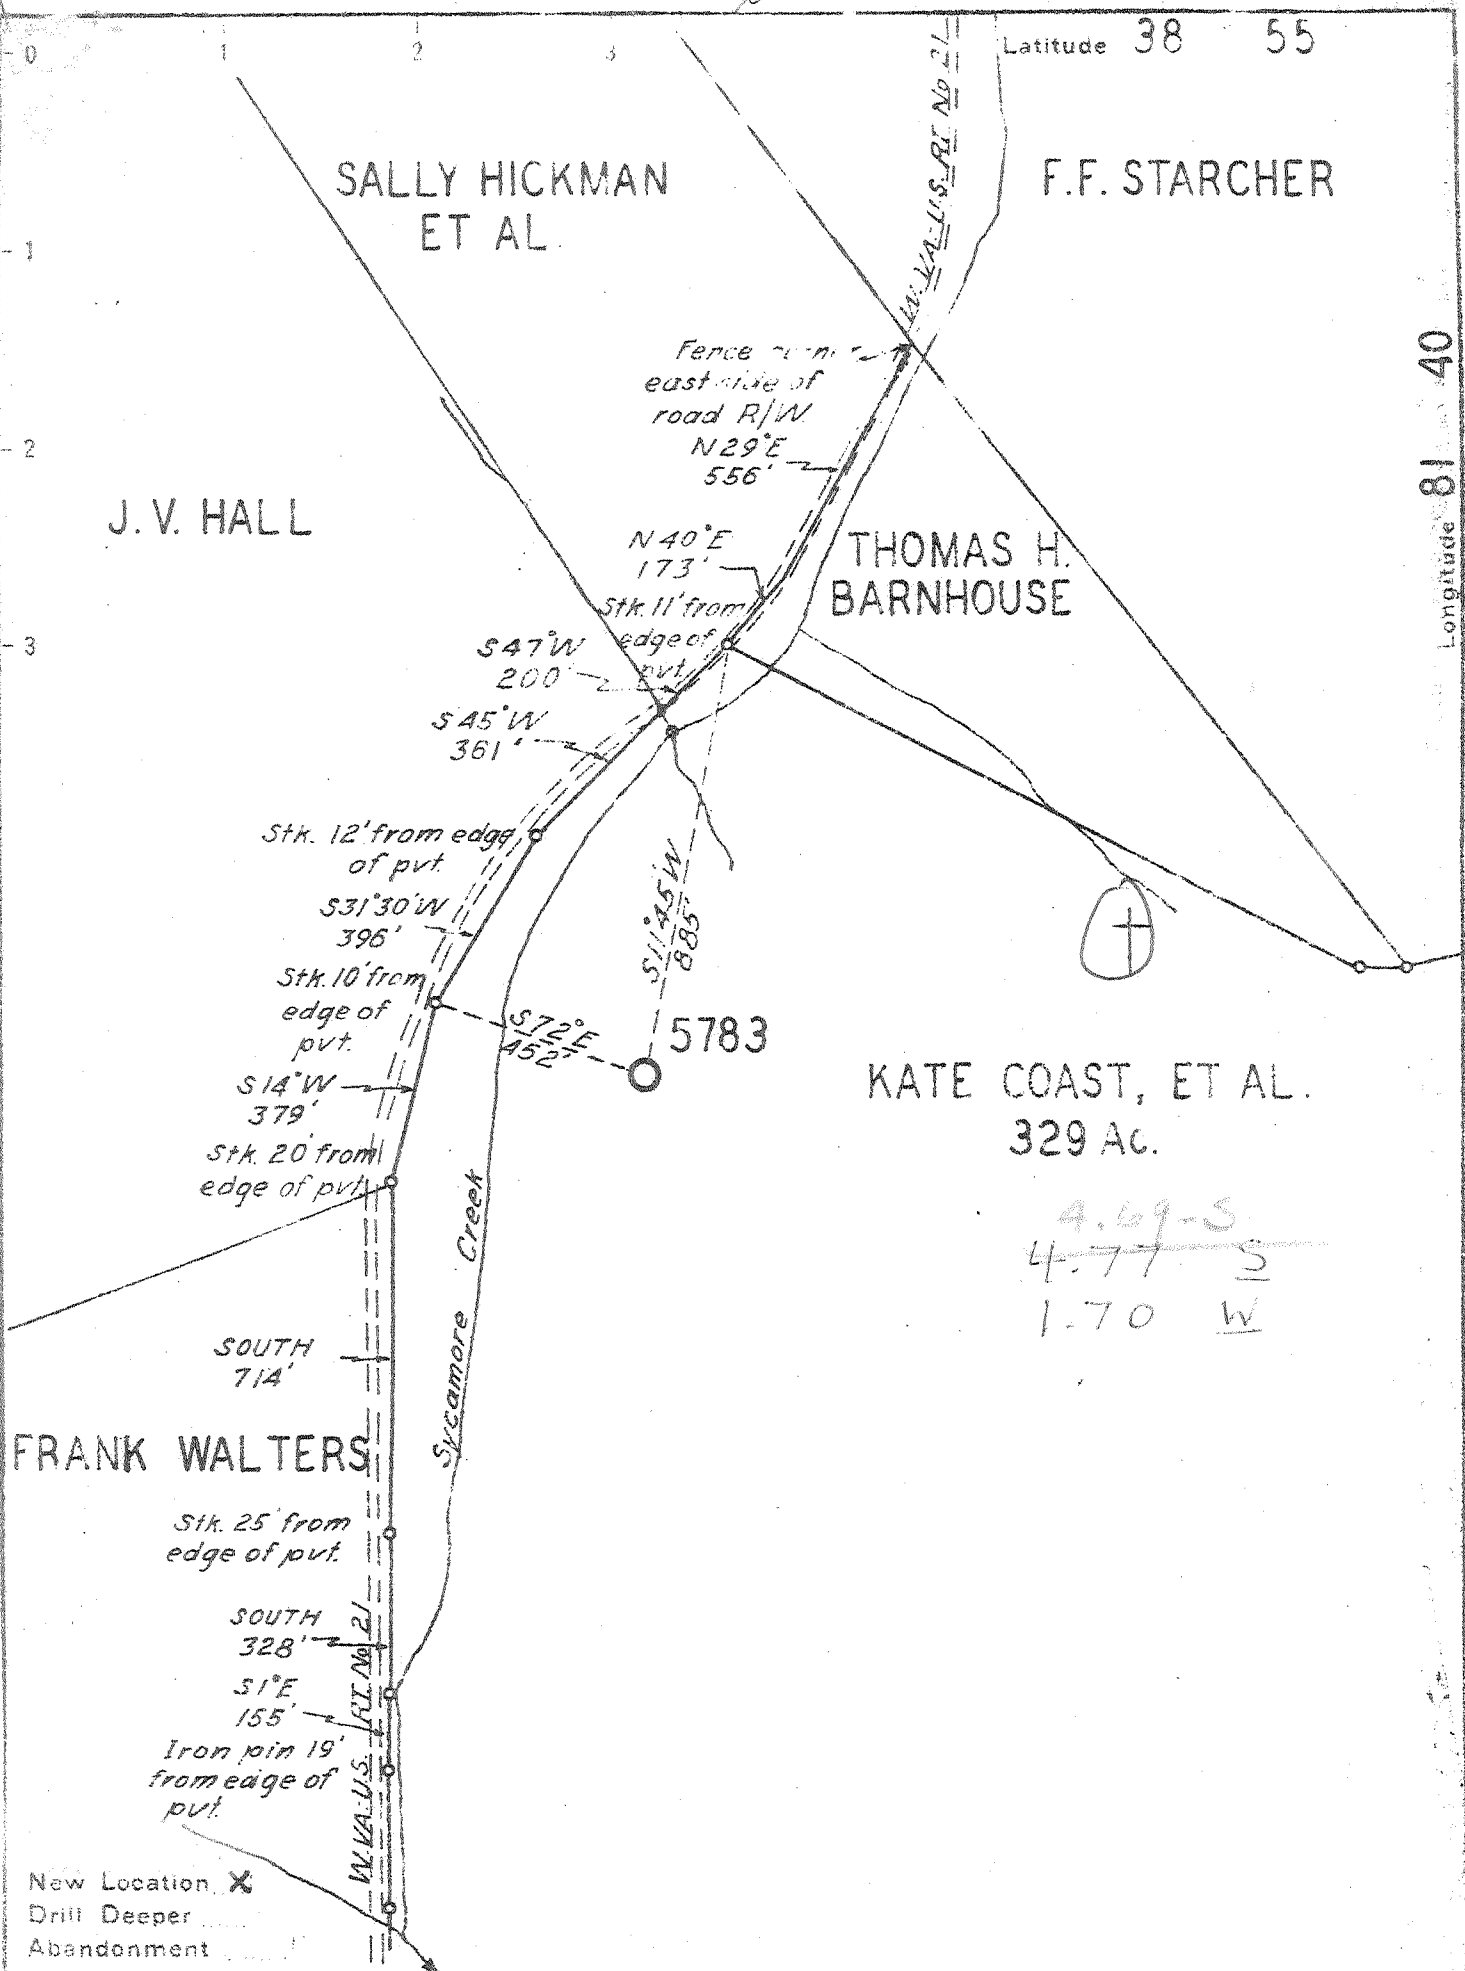 Latitude 38 55
0 1 2 3
W. VA.-U.S. RT. No 21
SALLY HICKMAN
ET AL.
F.F. STARCHER
- 1
Longitude 81 40
Fence
east side of
road R/W
N 29°E
556'
- 2
J. V. HALL
N 40°E
173'
THOMAS H.
BARNHOUSE
Stk. 11' from
edge of
pvt.
- 3
S 47°W
200'
S 45°W
361'
Stk. 12' from edge
of pvt.
S 31°30'W
396'
S 11°45'W
885'
Stk. 10' from
edge of
pvt.
S 72°E
452'
5783
S 14°W
379'
KATE COAST, ET AL.
329 Ac.
Stk. 20' from
edge of pvt.
Sycamore Creek
4.69-S
4.77 S
1.70 W
SOUTH
714'
FRANK WALTERS
Stk. 25' from
edge of pvt.
SOUTH
328'
S 1°E
155'
Iron pin 19'
from edge of
pvt.
W. VA.-U.S. RT. No 21
New Location X
Drill Deeper
Abandonment